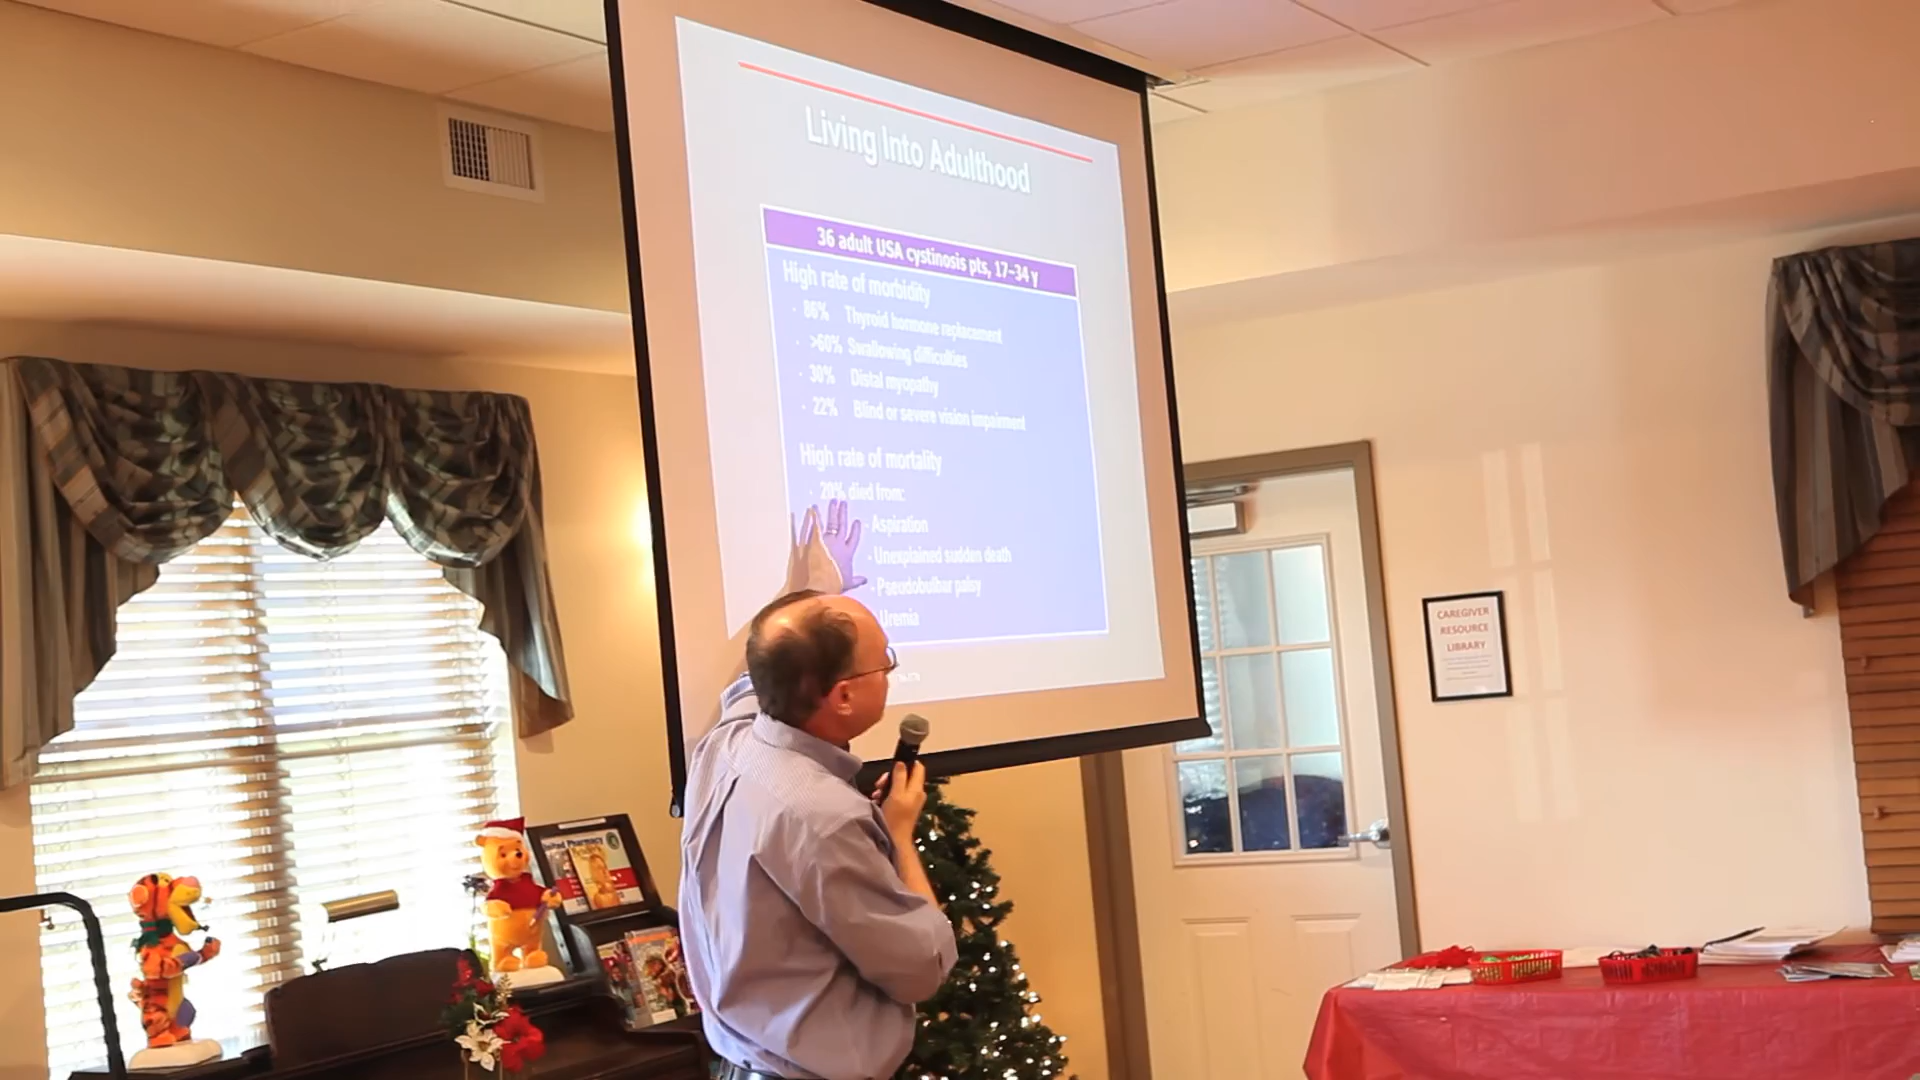 Living Into Adulthood
36 adult USA cystinosis pts, 17-34 y
High rate of morbidity
· 86% Thyroid hormone replacement
· >60% Swallowing difficulties
· 30% Distal myopathy
· 22% Blind or severe vision impairment
High rate of mortality
· 20% died from:
- Aspiration
- Unexplained sudden death
- Pseudobulbar palsy
Uremia
CAREGIVER
RESOURCE
LIBRARY
Pharmacy